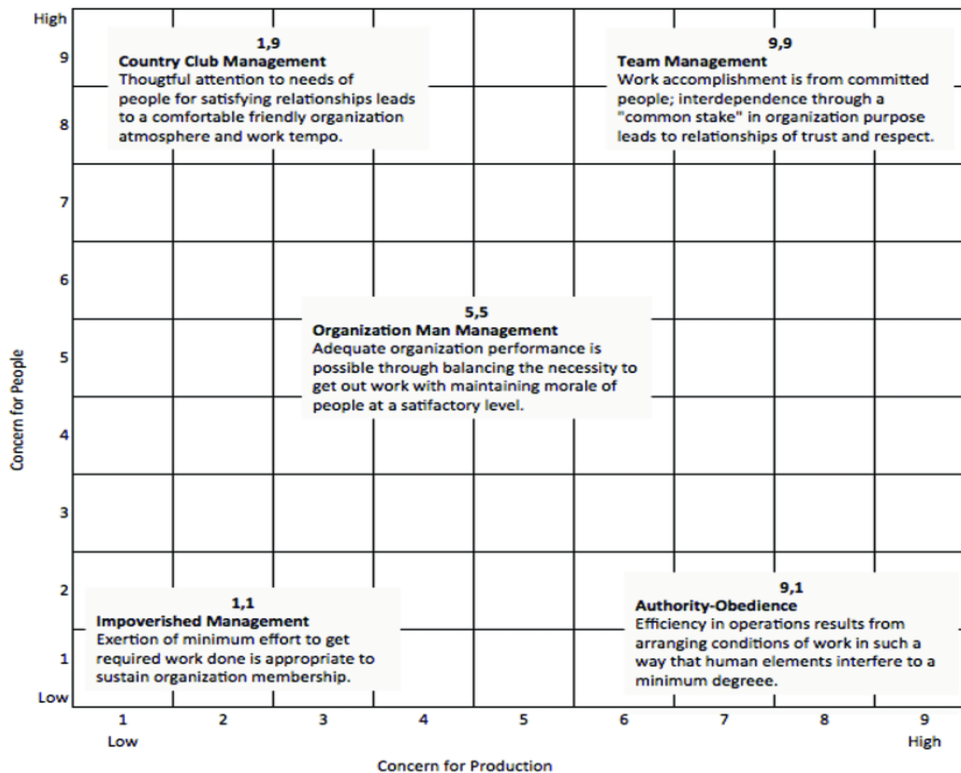 High
9
8
7
6
5
4
3
2
1
Low
Concern for People
1,9
Country Club Management
Thougtful attention to needs of
people for satisfying relationships leads
to a comfortable friendly organization
atmosphere and work tempo.
9,9
Team Management
Work accomplishment is from committed
people; interdependence through a
"common stake" in organization purpose
leads to relationships of trust and respect.
5,5
Organization Man Management
Adequate organization performance is
possible through balancing the necessity to
get out work with maintaining morale of
people at a satifactory level.
1,1
Impoverished Management
Exertion of minimum effort to get
required work done is appropriate to
sustain organization membership.
9,1
Authority-Obedience
Efficiency in operations results from
arranging conditions of work in such a
way that human elements interfere to a
minimum degreee.
1 2 3 4 5 6 7 8 9
Low High
Concern for Production